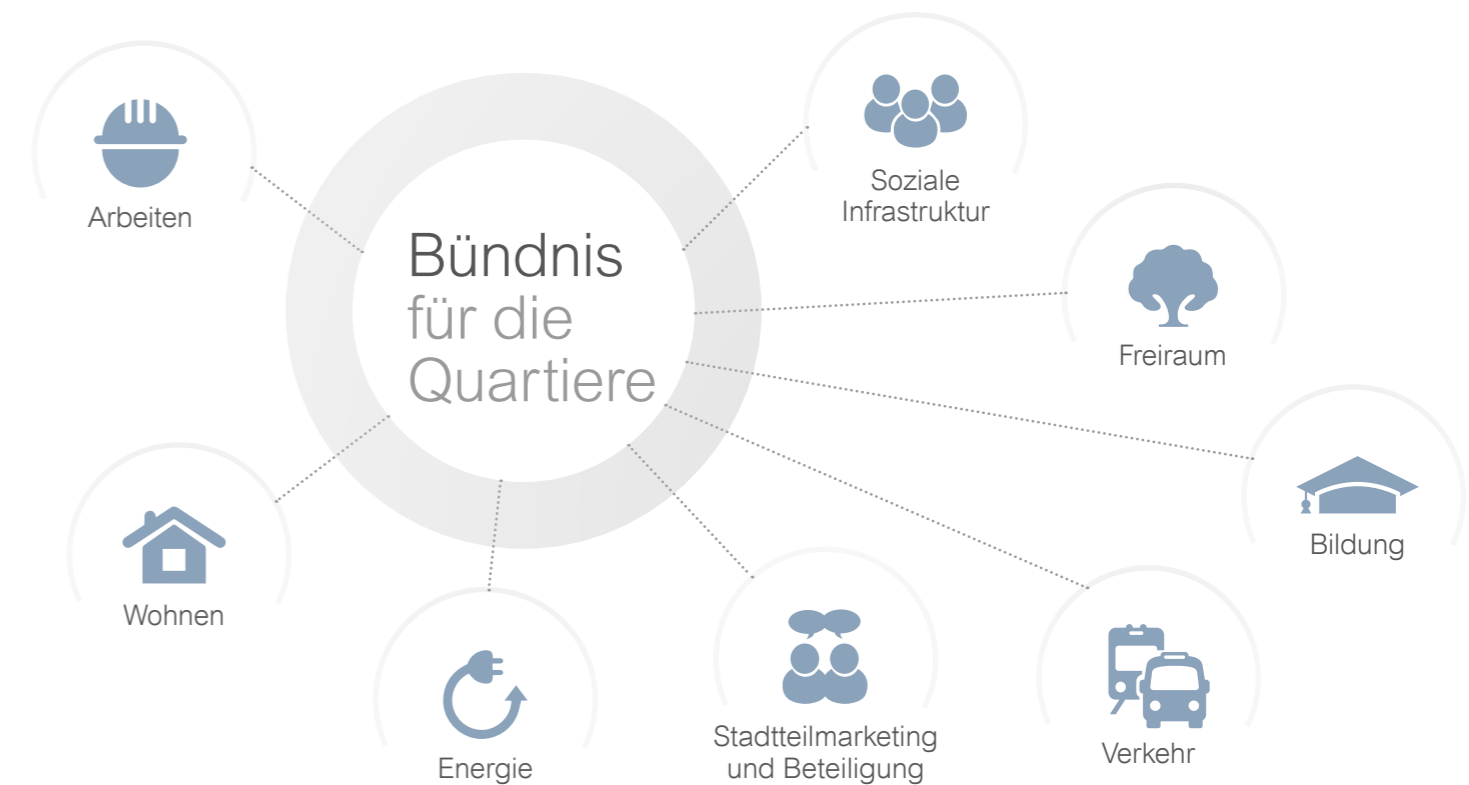 Bündnis
für die
Quartiere
Arbeiten
Soziale
Infrastruktur
Freiraum
Bildung
Verkehr
Stadtteilmarketing
und Beteiligung
Energie
Wohnen